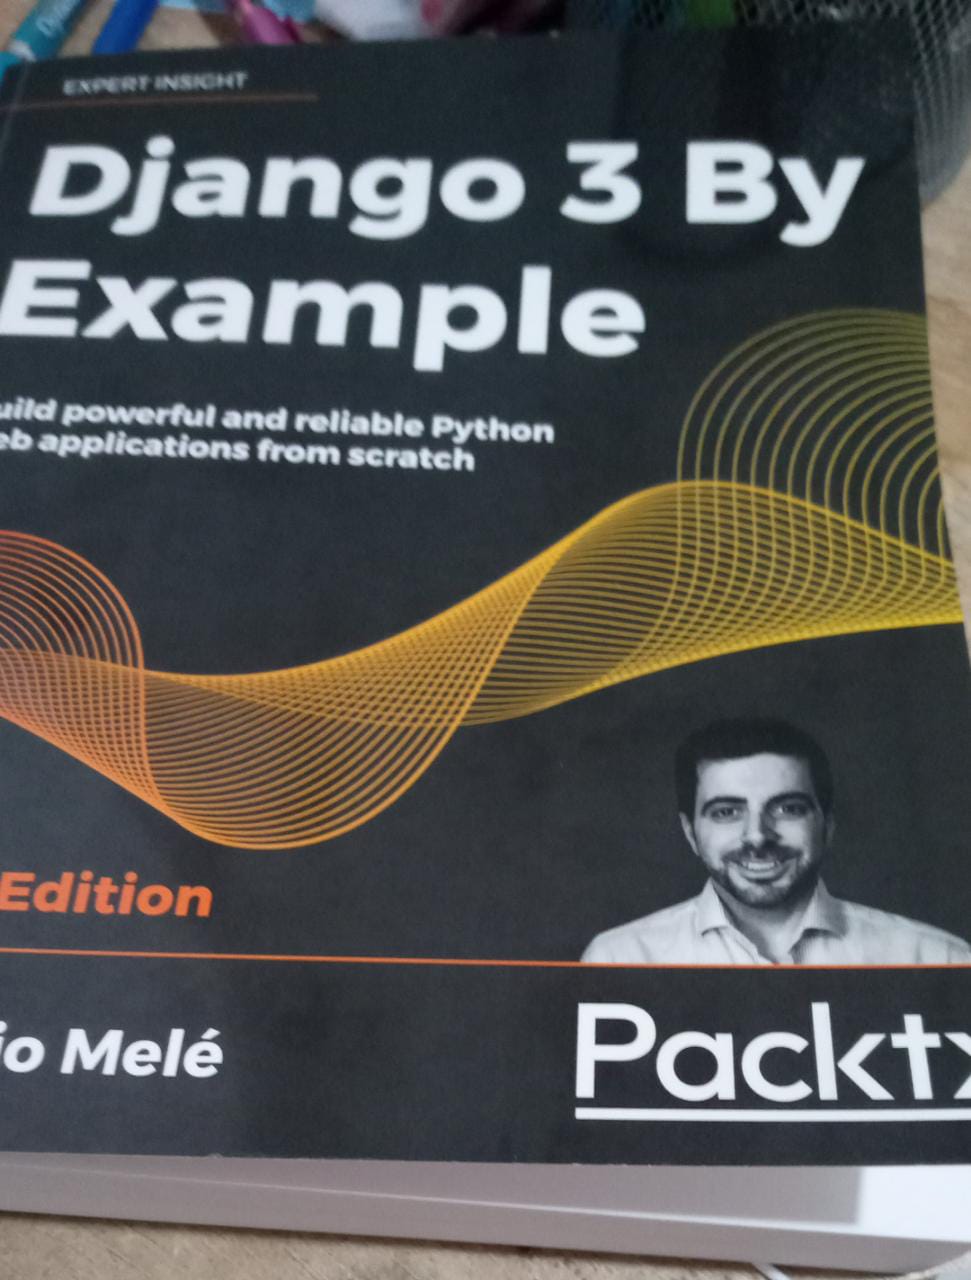 EXPERT INSIGHT
Django 3 By
Example
uild powerful and reliable Python
eb applications from scratch
Edition
io Melé
Packt